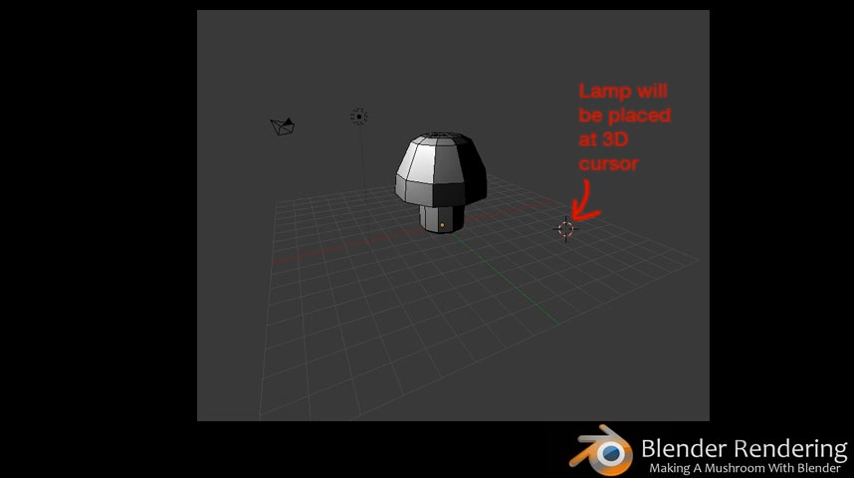 Lamp will
be placed
at 3D
cursor
Blender Rendering
Making A Mushroom With Blender